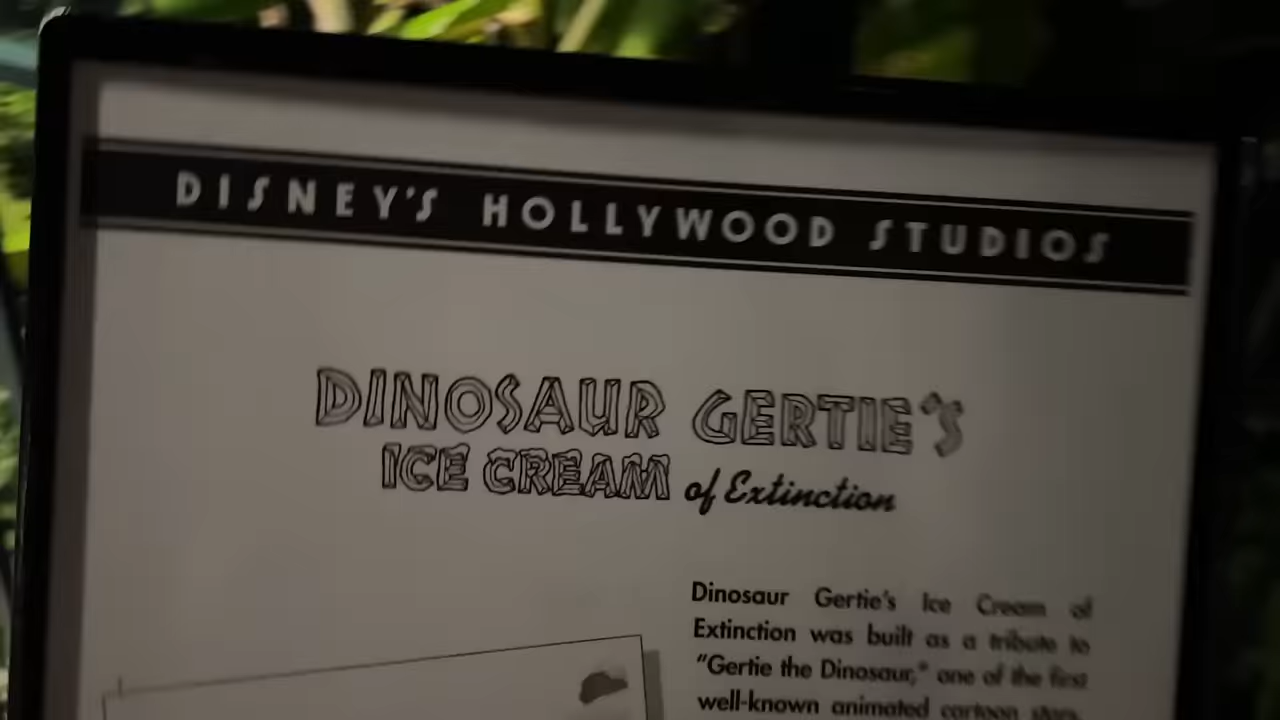 DISNEY'S HOLLYWOOD STUDIOS
DINOSAUR GERTIE'S
ICE CREAM of Extinction
Dinosaur Gertie's Ice Cream of
Extinction was built as a tribute to
"Gertie the Dinosaur," one of the first
well-known animated cartoon stars,